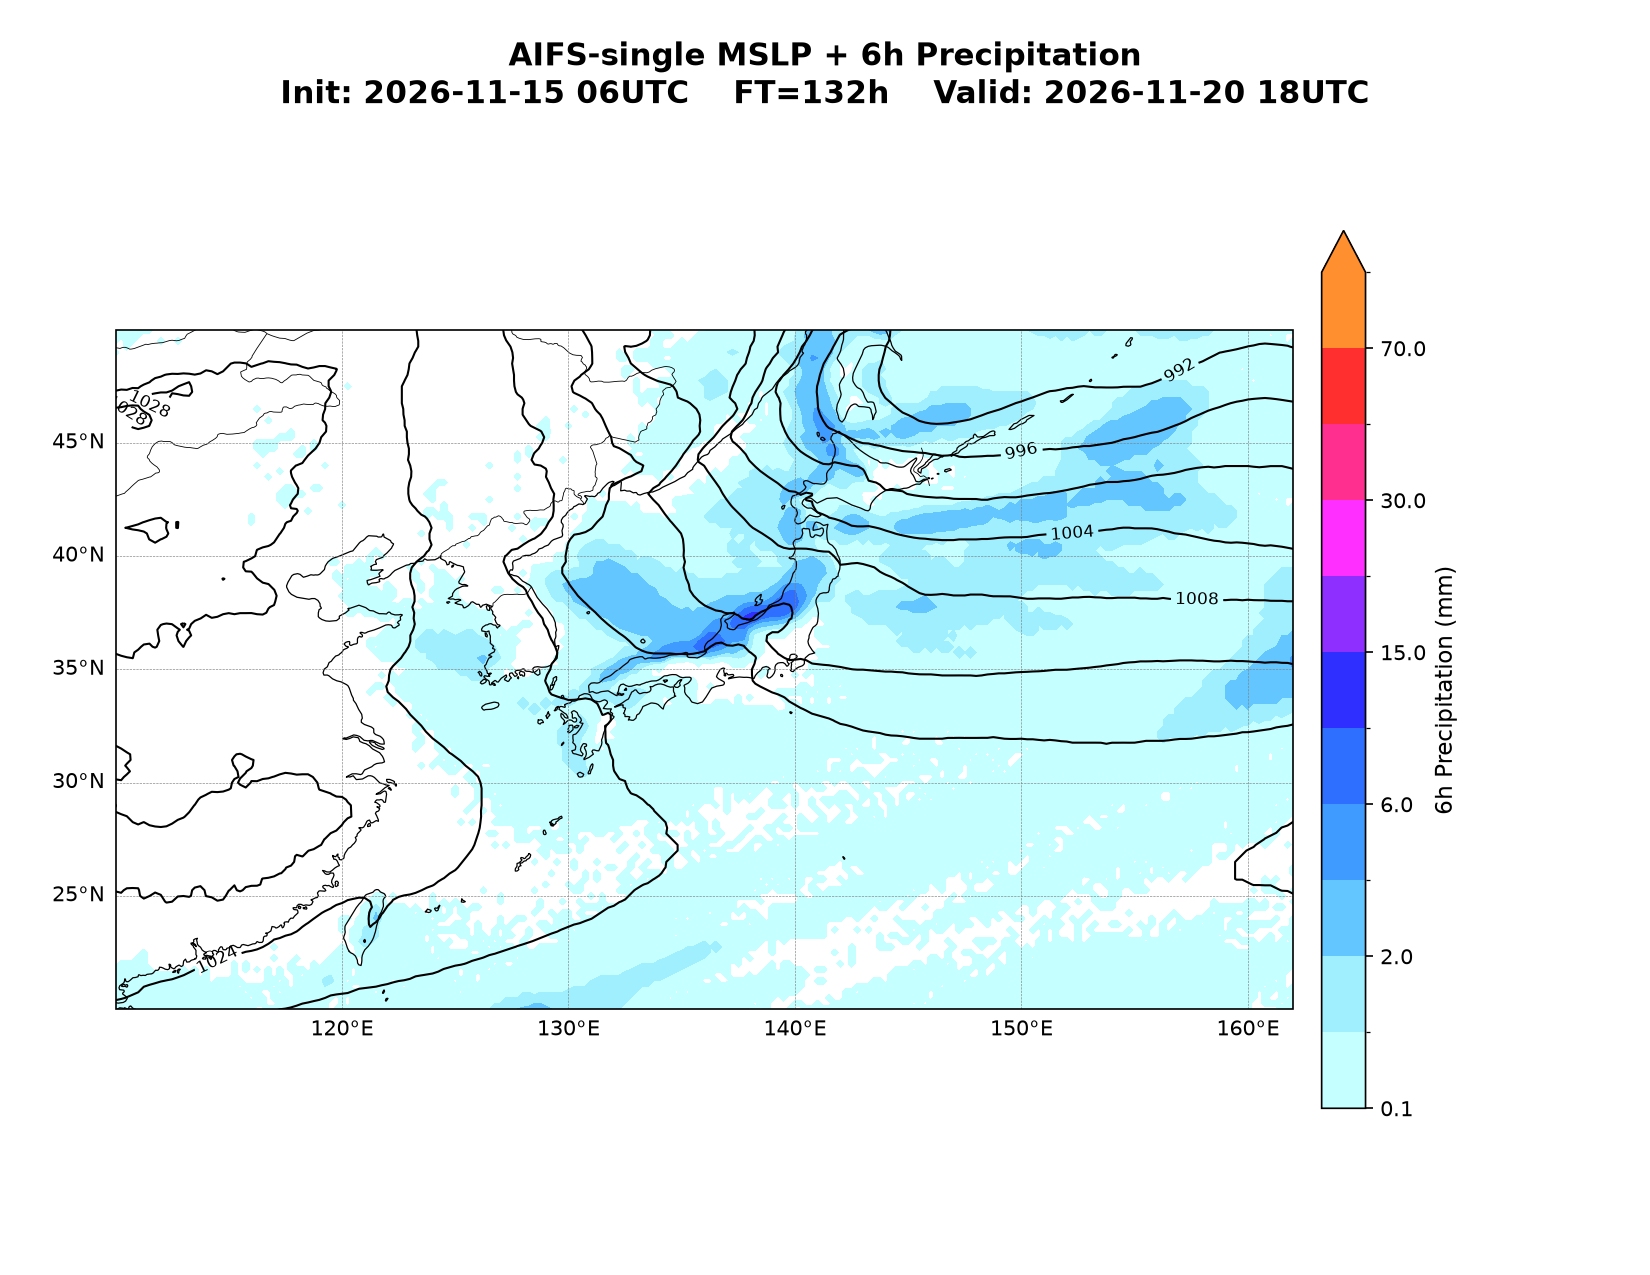 AIFS-single MSLP + 6h Precipitation
Init: 2026-11-15 06UTC    FT=132h    Valid: 2026-11-20 18UTC
70.0
30.0
15.0
6.0
2.0
0.1
6h Precipitation (mm)
45°N
40°N
35°N
30°N
25°N
120°E
130°E
140°E
150°E
160°E
992
996
1004
1008
1028
028
1024